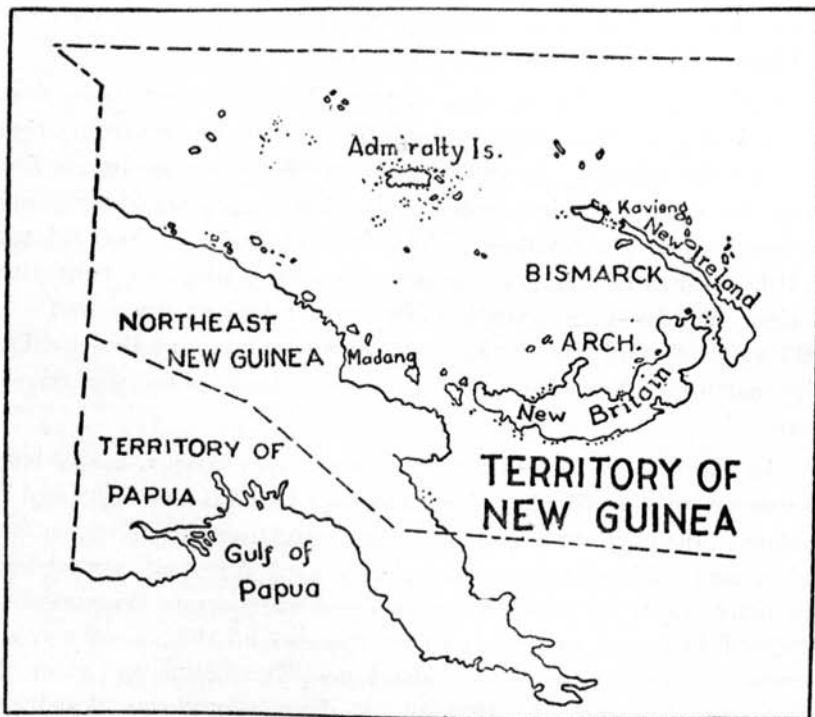 Admiralty Is.
Kavieng
New Ireland
BISMARCK
ARCH.
NORTHEAST
NEW GUINEA
Madang
New Britain
TERRITORY OF
PAPUA
TERRITORY OF
NEW GUINEA
Gulf of
Papua